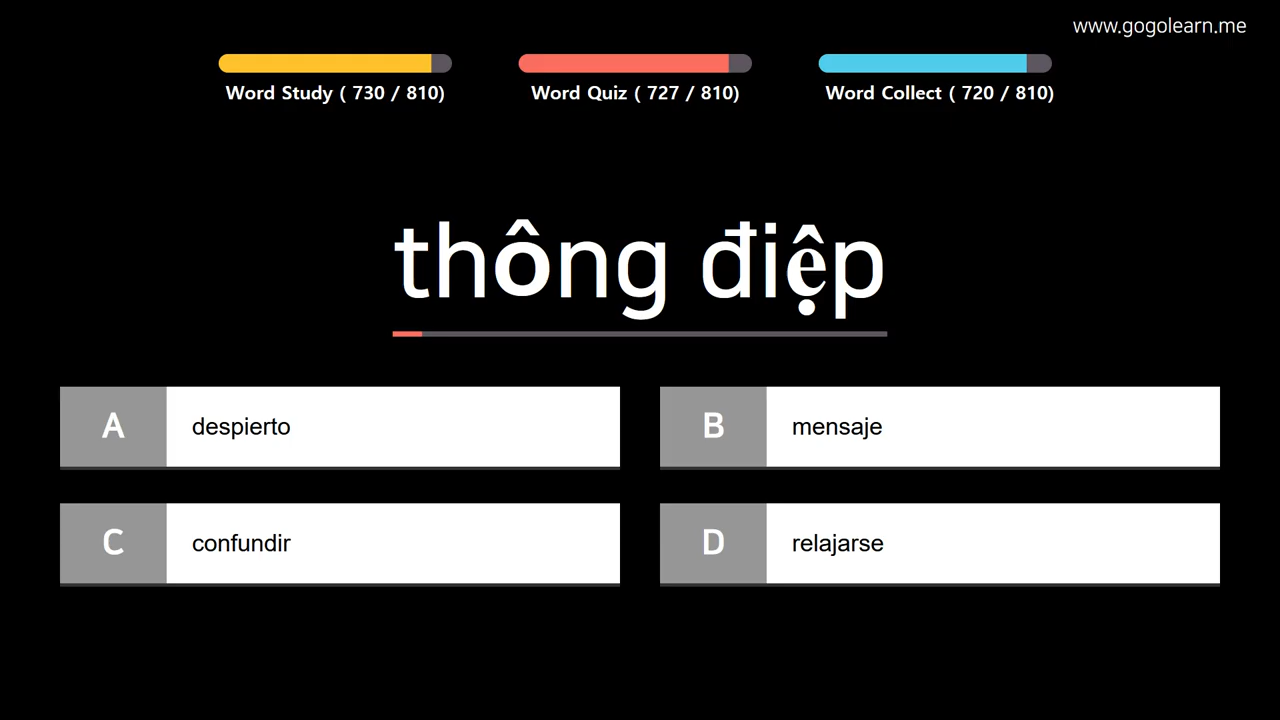 www.gogolearn.me
Word Study ( 730 / 810)
Word Quiz ( 727 / 810)
Word Collect ( 720 / 810)
thông điệp
A despierto
B mensaje
C confundir
D relajarse